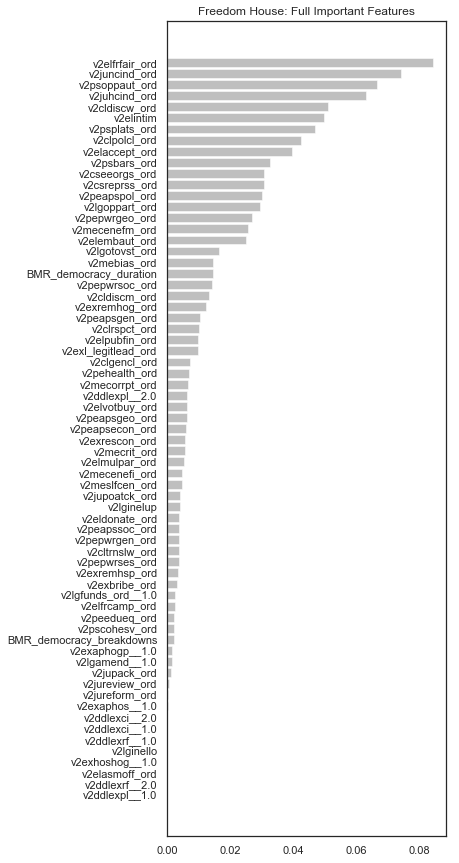 Freedom House: Full Important Features
v2elfrfair_ord
v2juncind_ord
v2psoppaut_ord
v2juhcind_ord
v2cldiscw_ord
v2elintim
v2psplats_ord
v2clpolcl_ord
v2elaccept_ord
v2psbars_ord
v2cseeorgs_ord
v2csreprss_ord
v2peapspol_ord
v2lgoppart_ord
v2pepwrgeo_ord
v2mecenefm_ord
v2elembaut_ord
v2lgotovst_ord
v2mebias_ord
BMR_democracy_duration
v2pepwrsoc_ord
v2cldiscm_ord
v2exremhog_ord
v2peapsgen_ord
v2clrspct_ord
v2elpubfin_ord
v2exl_legitlead_ord
v2clgencl_ord
v2pehealth_ord
v2mecorrpt_ord
v2ddlexpl__2.0
v2elvotbuy_ord
v2peapsgeo_ord
v2peapsecon_ord
v2exrescon_ord
v2mecrit_ord
v2elmulpar_ord
v2mecenefi_ord
v2meslfcen_ord
v2jupoatck_ord
v2lginelup
v2eldonate_ord
v2peapssoc_ord
v2pepwrgen_ord
v2cltrnslw_ord
v2pepwrses_ord
v2exremhsp_ord
v2exbribe_ord
v2lgfunds_ord__1.0
v2elfrcamp_ord
v2peedueq_ord
v2pscohesv_ord
BMR_democracy_breakdowns
v2exaphogp__1.0
v2lgamend__1.0
v2jupack_ord
v2jureview_ord
v2jureform_ord
v2exaphos__1.0
v2ddlexci__2.0
v2ddlexci__1.0
v2ddlexrf__1.0
v2lginello
v2exhoshog__1.0
v2elasmoff_ord
v2ddlexrf__2.0
v2ddlexpl__1.0
0.00 0.02 0.04 0.06 0.08